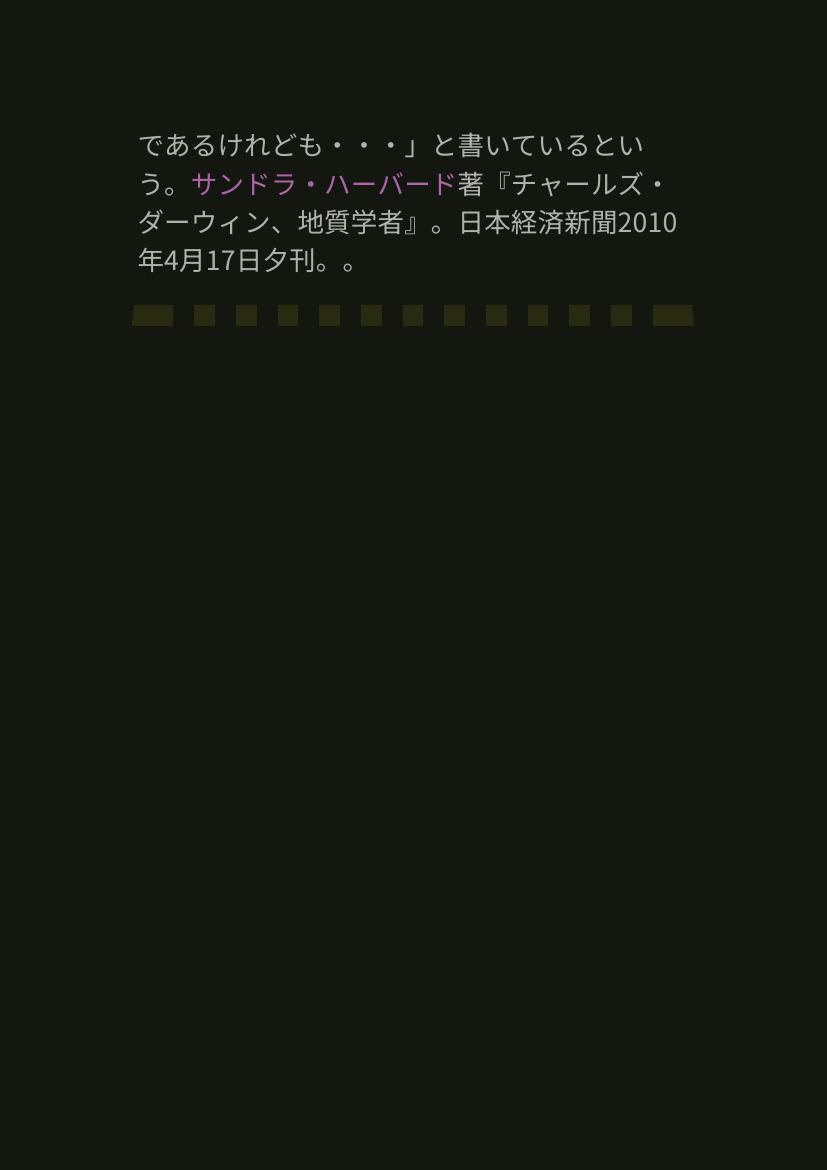 であるけれども・・・」と書いているとい
う。サンドラ・ハーバード著『チャールズ・
ダーウィン、地質学者』。日本経済新聞2010
年4月17日夕刊。。